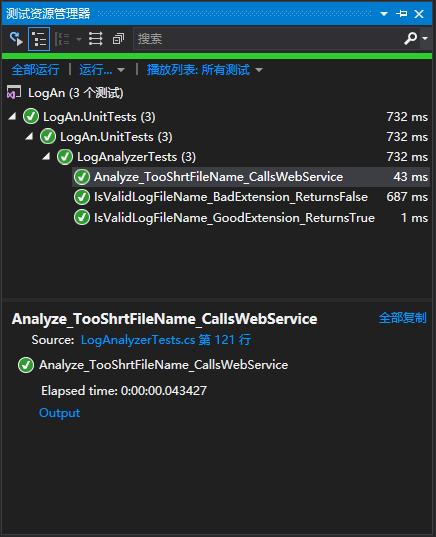 测试资源管理器
搜索
全部运行 | 运行... | 播放列表: 所有测试
LogAn (3 个测试)
LogAn.UnitTests (3) 732 ms
LogAn.UnitTests (3) 732 ms
LogAnalyzerTests (3) 732 ms
Analyze_TooShrtFileName_CallsWebService 43 ms
IsValidLogFileName_BadExtension_ReturnsFalse 687 ms
IsValidLogFileName_GoodExtension_ReturnsTrue 1 ms
Analyze_TooShrtFileName_CallsWebService 全部复制
Source: LogAnalyzerTests.cs 第 121 行
Analyze_TooShrtFileName_CallsWebService
Elapsed time: 0:00:00.043427
Output